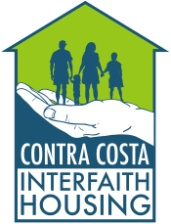 CONTRA COSTA
INTERFAITH
HOUSING